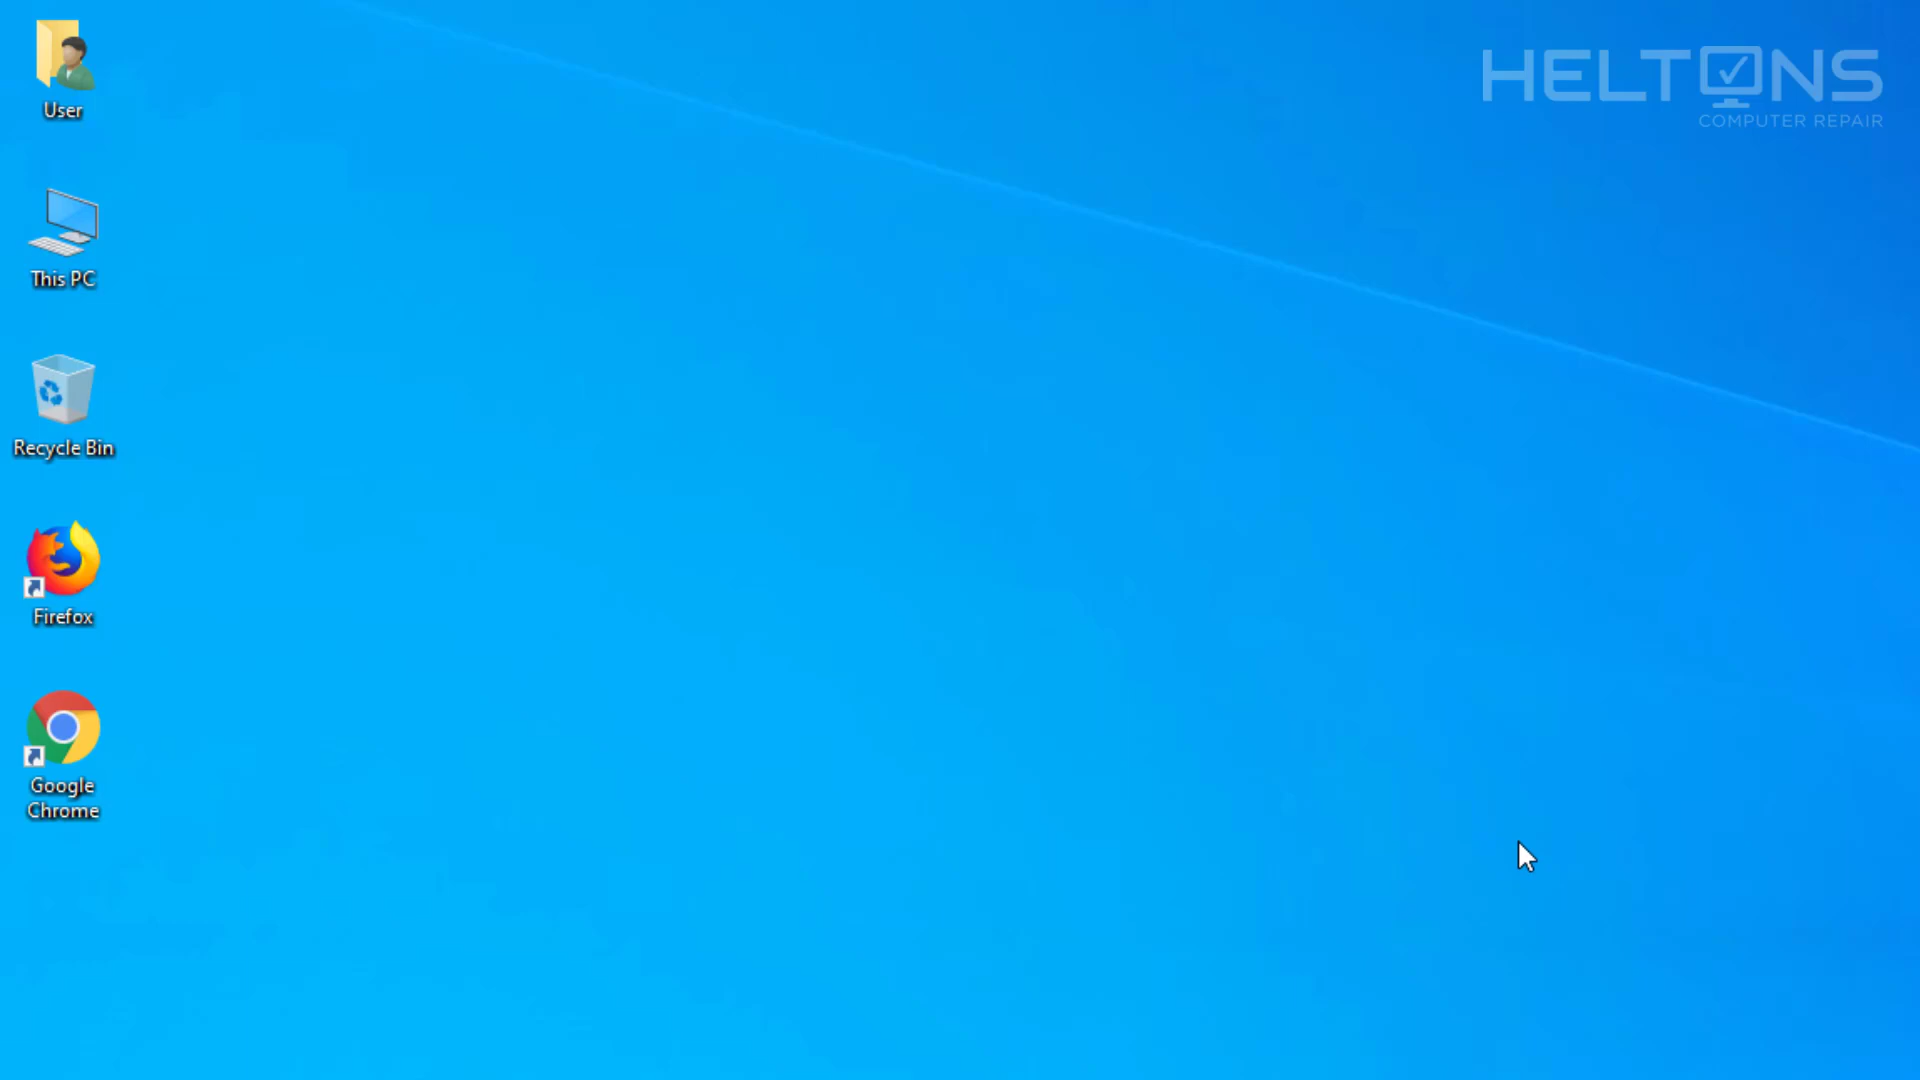 User
HELTONS
COMPUTER REPAIR
This PC
Recycle Bin
Firefox
Google
Chrome